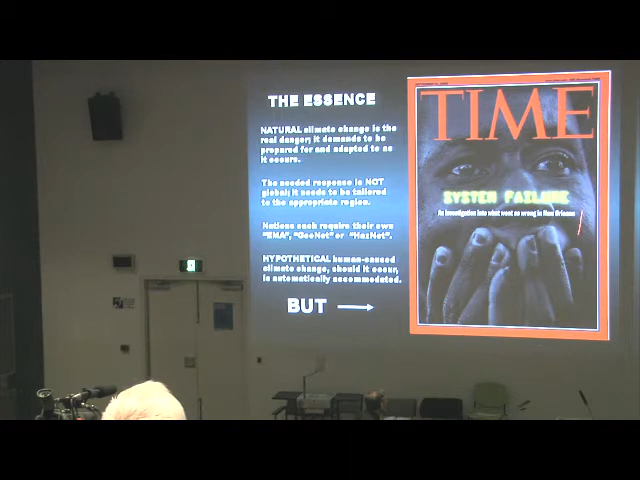 THE ESSENCE
NATURAL climate change is the
real danger; it demands to be
prepared for and adapted to as
it occurs.
The needed response is NOT
global; it needs to be tailored
to the appropriate region.
Nations each require their own
"EMA", "GeoNet" or "HazNet".
HYPOTHETICAL human-caused
climate change, should it occur,
is automatically accommodated.
BUT
TIME
SYSTEM FAILURE
An investigation into what went so wrong in New Orleans